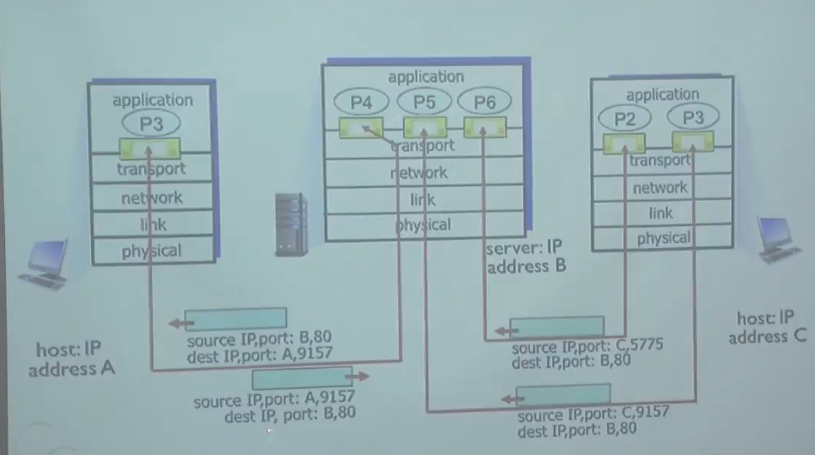 application
P3
transport
network
link
physical
host: IP
address A
application
P4 P5 P6
transport
network
link
physical
server: IP
address B
application
P2 P3
transport
network
link
physical
host: IP
address C
source IP,port: B,80
dest IP,port: A,9157
source IP,port: A,9157
dest IP, port: B,80
source IP,port: C,5775
dest IP,port: B,80
source IP,port: C,9157
dest IP,port: B,80